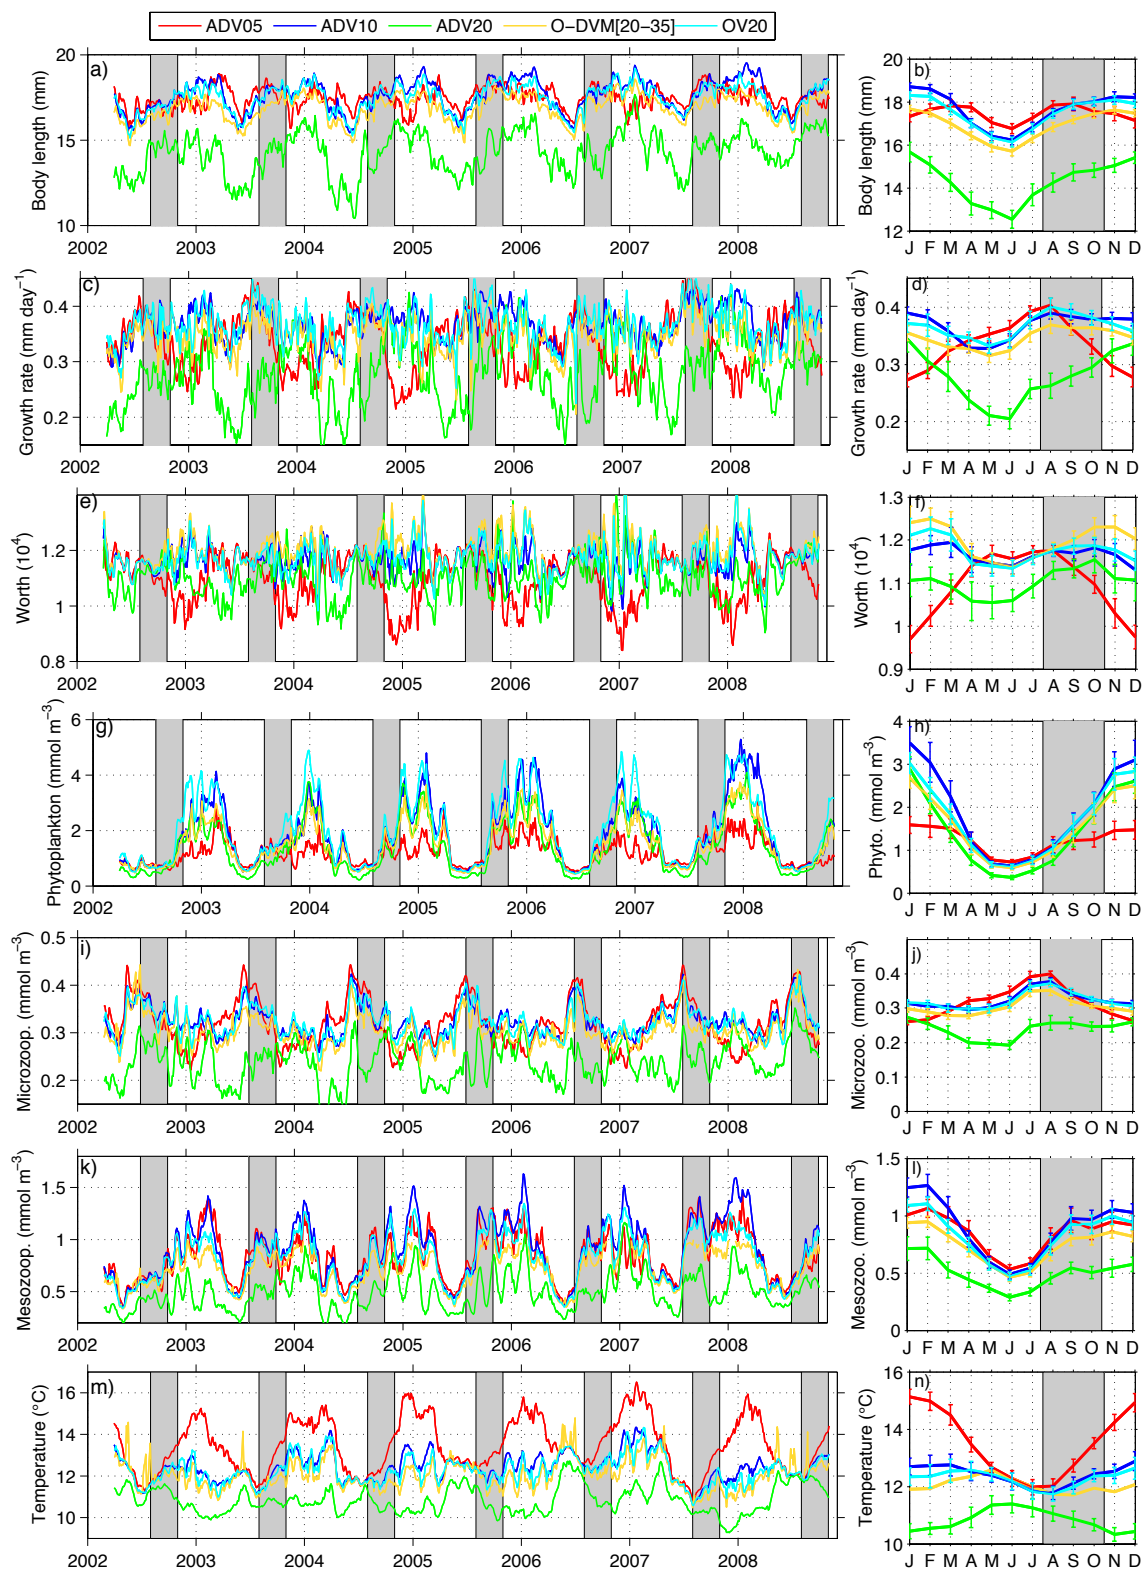 ADV05 ADV10 ADV20 O-DVM[20-35] OV20
a)
Body length (mm)
20
15
10
2002 2003 2004 2005 2006 2007 2008
b)
Body length (mm)
20
18
16
14
12
J F M A M J J A S O N D
c)
Growth rate (mm day⁻¹)
0.4
0.3
0.2
2002 2003 2004 2005 2006 2007 2008
d)
Growth rate (mm day⁻¹)
0.4
0.3
0.2
J F M A M J J A S O N D
e)
Worth (10⁴)
1.2
1
0.8
2002 2003 2004 2005 2006 2007 2008
f)
Worth (10⁴)
1.3
1.2
1.1
1
0.9
J F M A M J J A S O N D
g)
Phytoplankton (mmol m⁻³)
6
4
2
0
2002 2003 2004 2005 2006 2007 2008
h)
Phyto. (mmol m⁻³)
4
3
2
1
0
J F M A M J J A S O N D
i)
Microzoop. (mmol m⁻³)
0.5
0.4
0.3
0.2
2002 2003 2004 2005 2006 2007 2008
j)
Microzoo. (mmol m⁻³)
0.4
0.3
0.2
0.1
0
J F M A M J J A S O N D
k)
Mesozoop. (mmol m⁻³)
1.5
1
0.5
2002 2003 2004 2005 2006 2007 2008
l)
Mesozoo. (mmol m⁻³)
1.5
1
0.5
0
J F M A M J J A S O N D
m)
Temperature (°C)
16
14
12
10
2002 2003 2004 2005 2006 2007 2008
n)
Temperature (°C)
16
14
12
10
J F M A M J J A S O N D